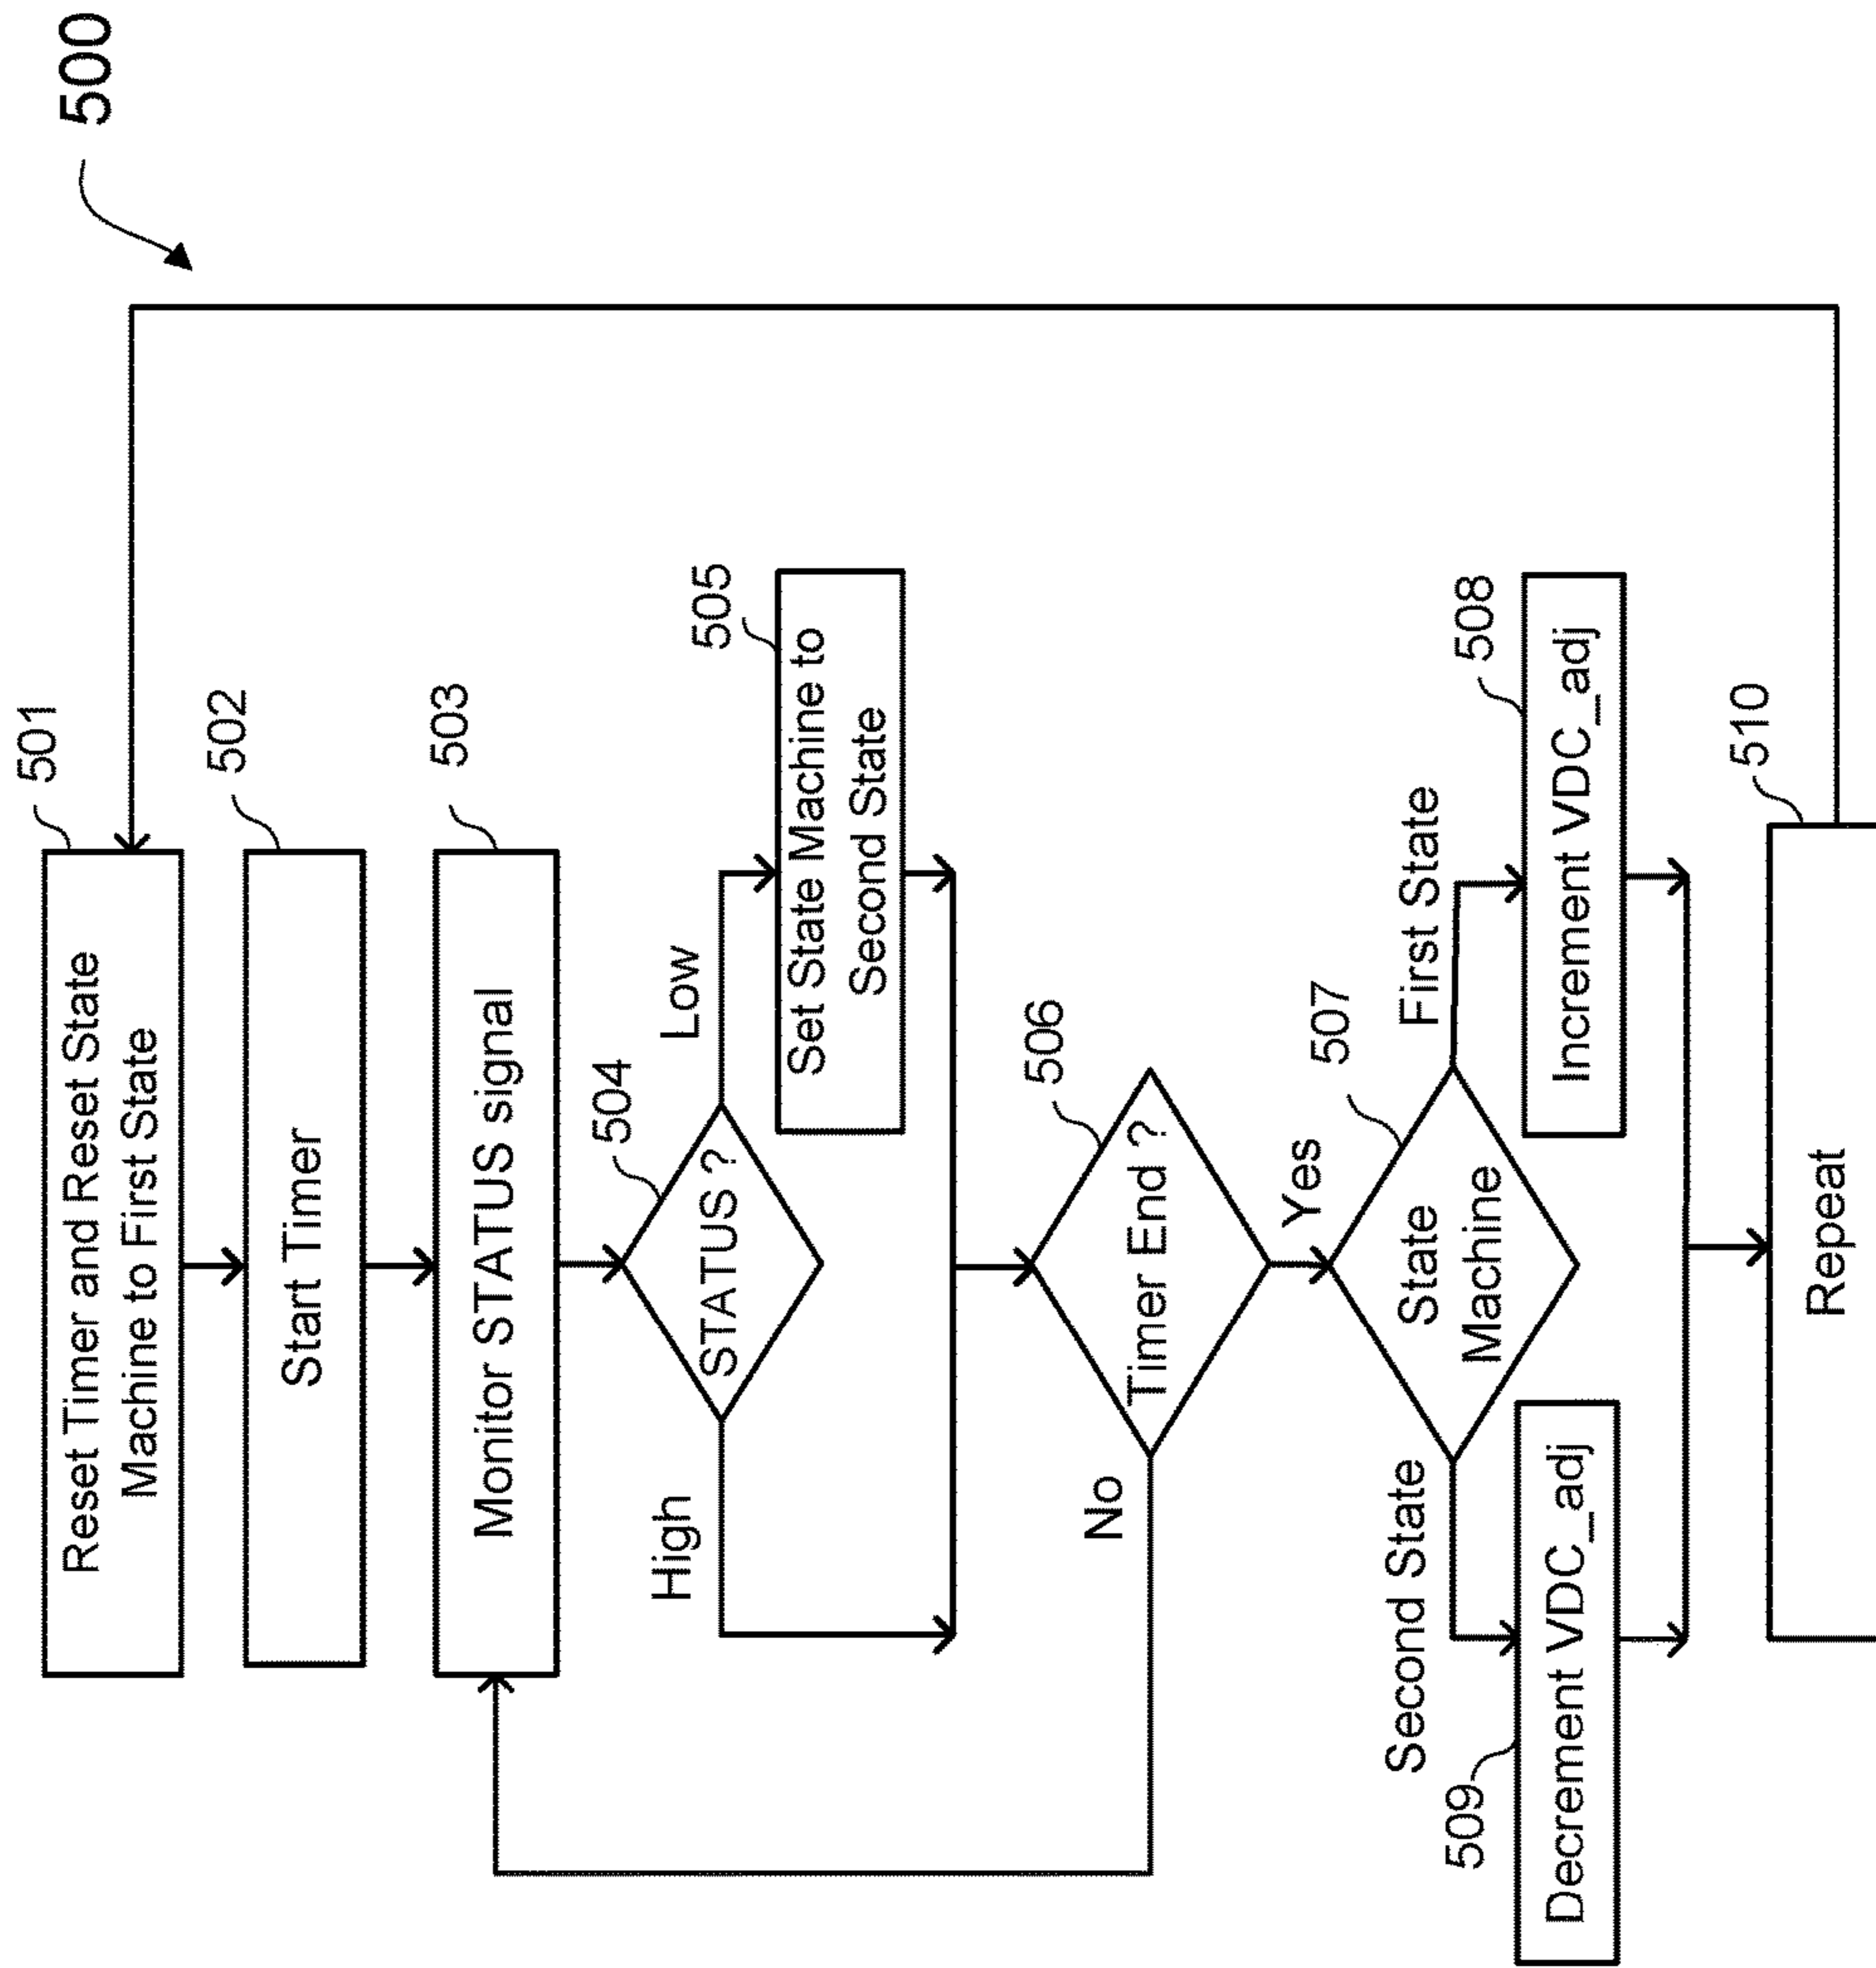 500
501
Reset Timer and Reset State
Machine to First State
502
Start Timer
503
Monitor STATUS signal
504
STATUS ?
High
Low
505
Set State Machine to
Second State
506
Timer End ?
No
Yes
507
State
Machine
Second State
First State
508
Increment VDC_adj
509
Decrement VDC_adj
510
Repeat